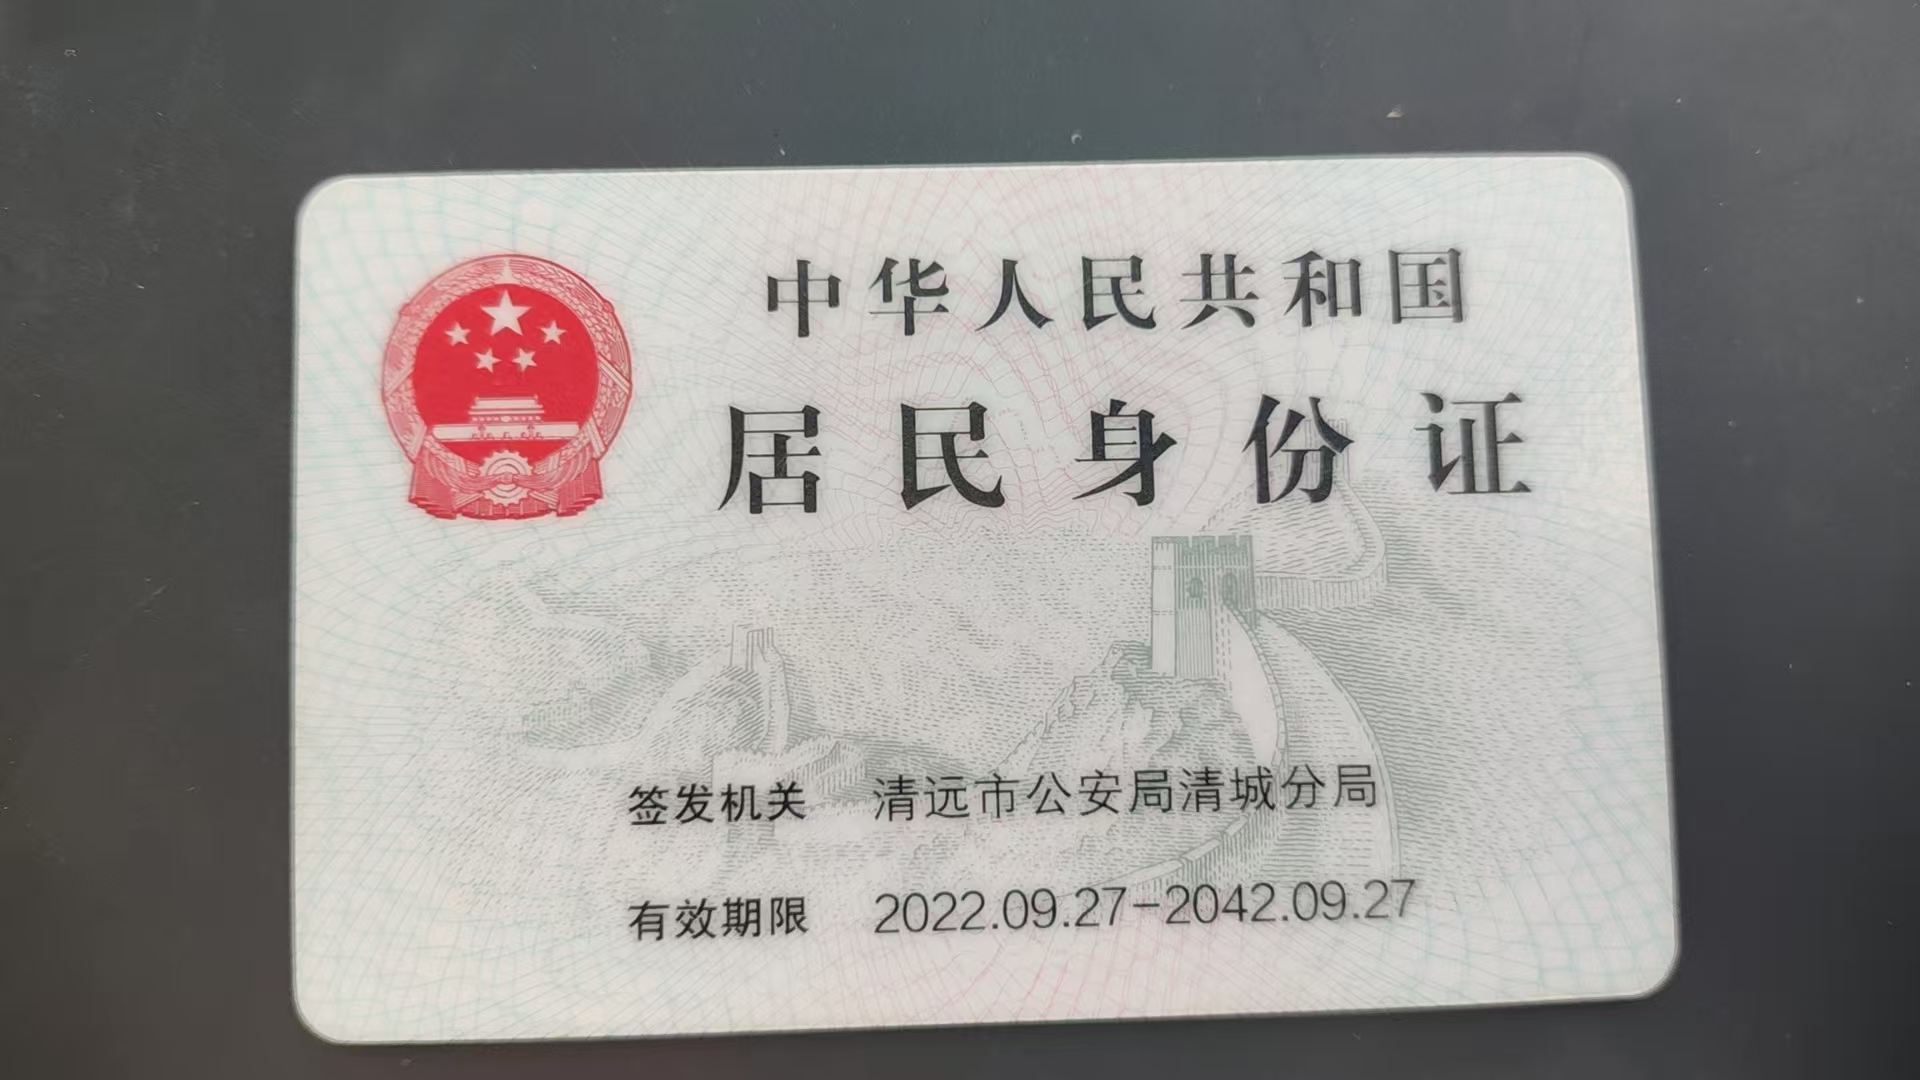 中华人民共和国
居民身份证
签发机关 清远市公安局清城分局
有效期限 2022.09.27-2042.09.27